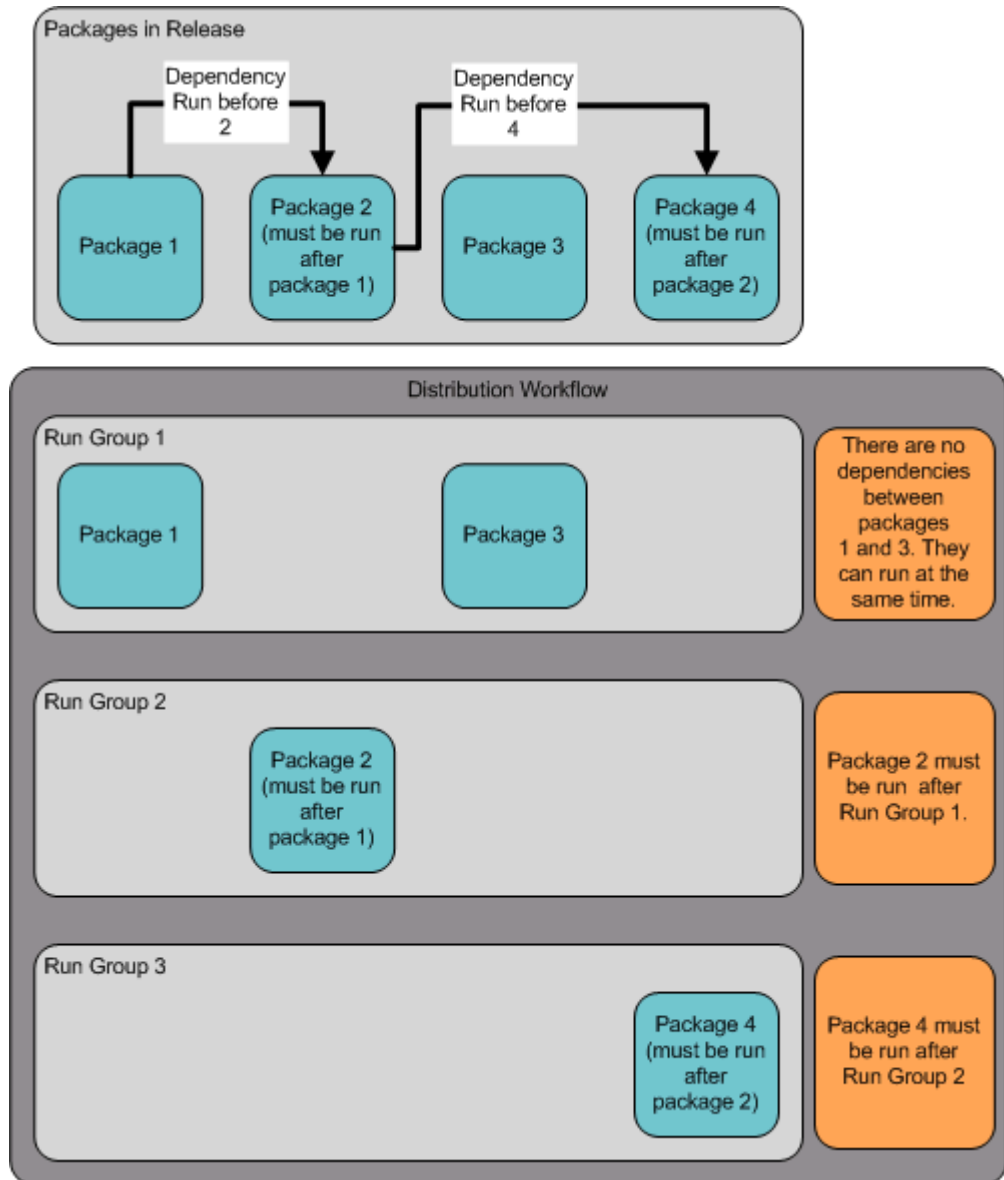 Packages in Release
Dependency
Run before
2
Dependency
Run before
4
Package 1
Package 2
(must be run
after
package 1)
Package 3
Package 4
(must be run
after
package 2)
Distribution Workflow
Run Group 1
Package 1
Package 3
There are no
dependencies
between
packages
1 and 3. They
can run at the
same time.
Run Group 2
Package 2
(must be run
after
package 1)
Package 2 must
be run after
Run Group 1.
Run Group 3
Package 4
(must be run
after
package 2)
Package 4 must
be run after
Run Group 2